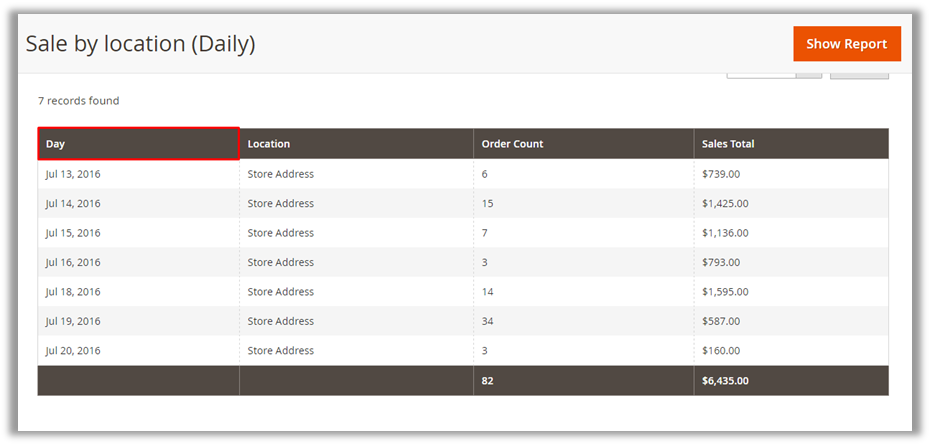 Sale by location (Daily)
Show Report
7 records found
Day Location Order Count Sales Total
Jul 13, 2016 Store Address 6 $739.00
Jul 14, 2016 Store Address 15 $1,425.00
Jul 15, 2016 Store Address 7 $1,136.00
Jul 16, 2016 Store Address 3 $793.00
Jul 18, 2016 Store Address 14 $1,595.00
Jul 19, 2016 Store Address 34 $587.00
Jul 20, 2016 Store Address 3 $160.00
82 $6,435.00